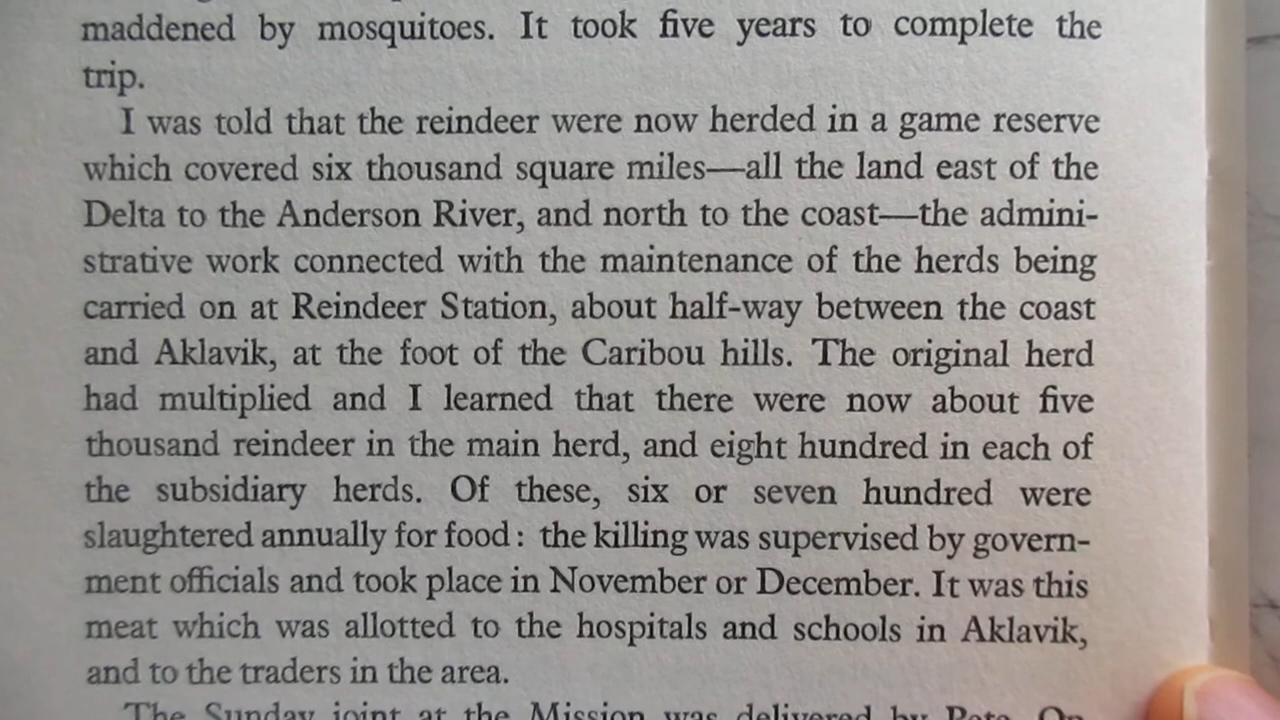 maddened by mosquitoes. It took five years to complete the
trip.
I was told that the reindeer were now herded in a game reserve
which covered six thousand square miles—all the land east of the
Delta to the Anderson River, and north to the coast—the admini-
strative work connected with the maintenance of the herds being
carried on at Reindeer Station, about half-way between the coast
and Aklavik, at the foot of the Caribou hills. The original herd
had multiplied and I learned that there were now about five
thousand reindeer in the main herd, and eight hundred in each of
the subsidiary herds. Of these, six or seven hundred were
slaughtered annually for food: the killing was supervised by govern-
ment officials and took place in November or December. It was this
meat which was allotted to the hospitals and schools in Aklavik,
and to the traders in the area.
The Sunday joint at the Mission was delivered by Pete. On